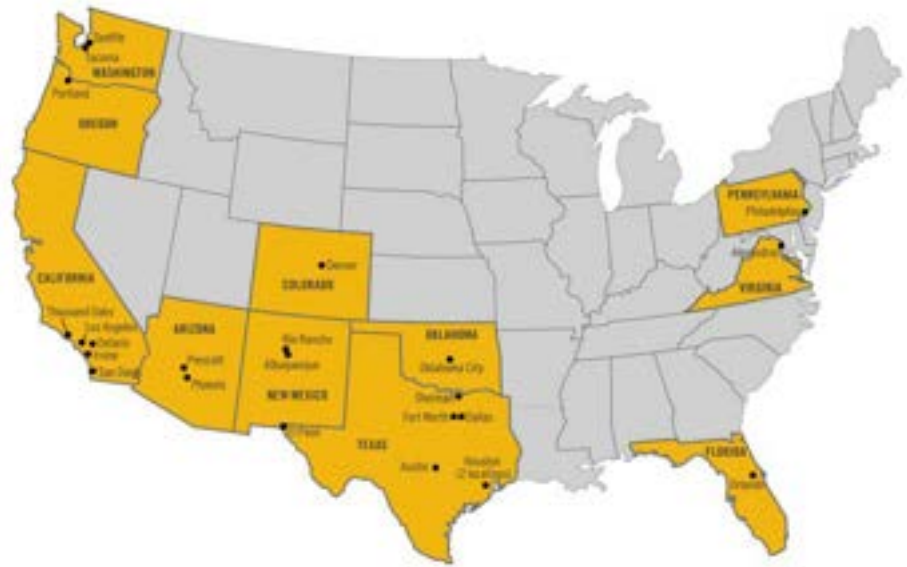 Seattle
Tacoma
WASHINGTON
Portland
OREGON
CALIFORNIA
Thousand Oaks
Los Angeles
Ontario
Irvine
San Diego
ARIZONA
Prescott
Phoenix
COLORADO
Denver
NEW MEXICO
Rio Rancho
Albuquerque
El Paso
TEXAS
OKLAHOMA
Oklahoma City
Sherman
Fort Worth
Dallas
Austin
Houston
(2 locations)
PENNSYLVANIA
Philadelphia
Alexandria
VIRGINIA
FLORIDA
Orlando